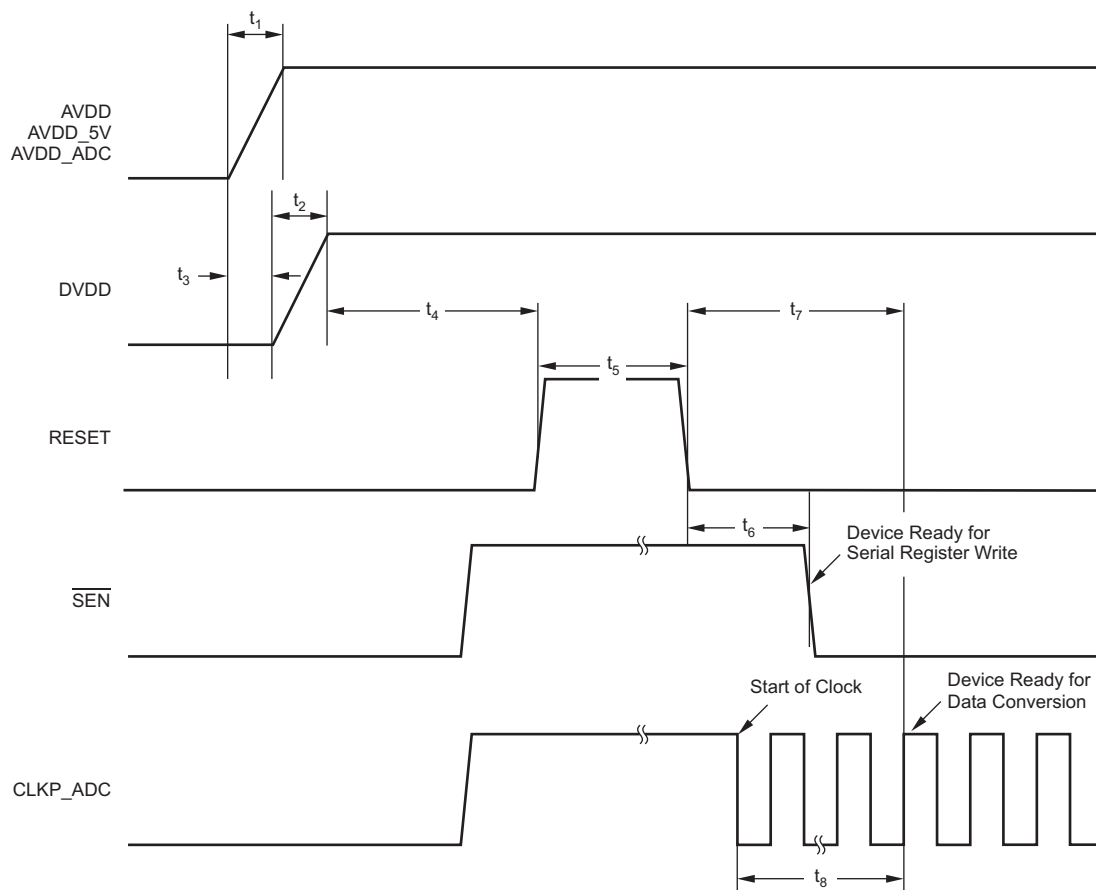 t1
AVDD
AVDD_5V
AVDD_ADC
t2
t3
DVDD
t4
t7
t5
RESET
t6
Device Ready for
Serial Register Write
SEN
Start of Clock
Device Ready for
Data Conversion
CLKP_ADC
t8